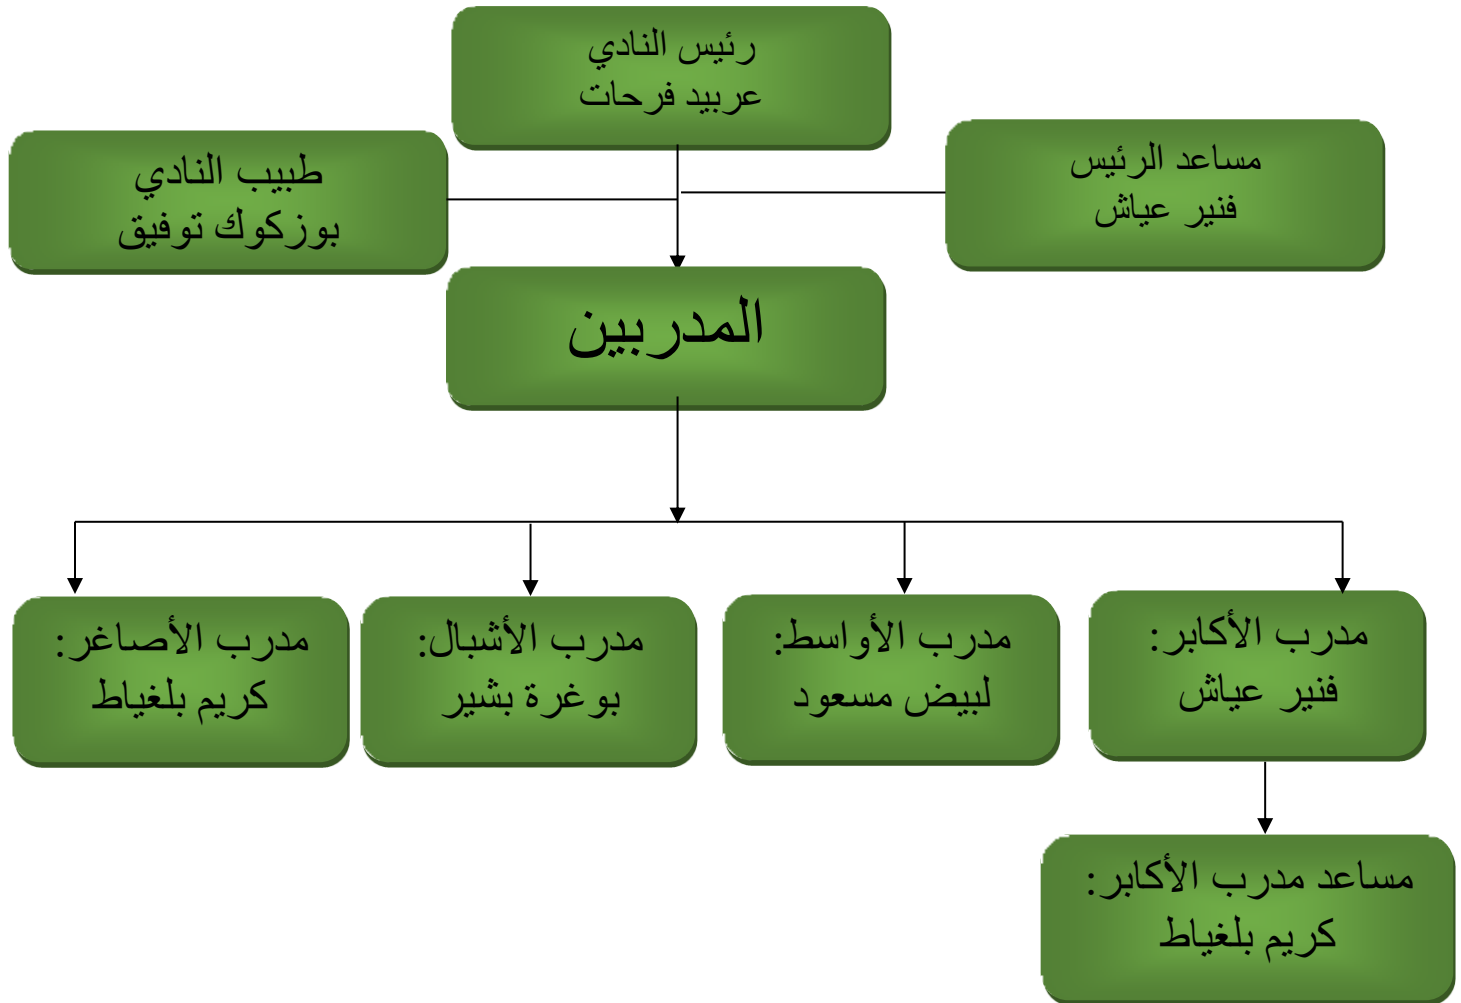 رئيس النادي
عربيد فرحات
مساعد الرئيس
فنير عياش
طبيب النادي
بوزكوك توفيق
المدربين
مدرب الأكابر:
فنير عياش
مدرب الأواسط:
لبيض مسعود
مدرب الأشبال:
بوغرة بشير
مدرب الأصاغر:
كريم بلغياط
مساعد مدرب الأكابر:
كريم بلغياط